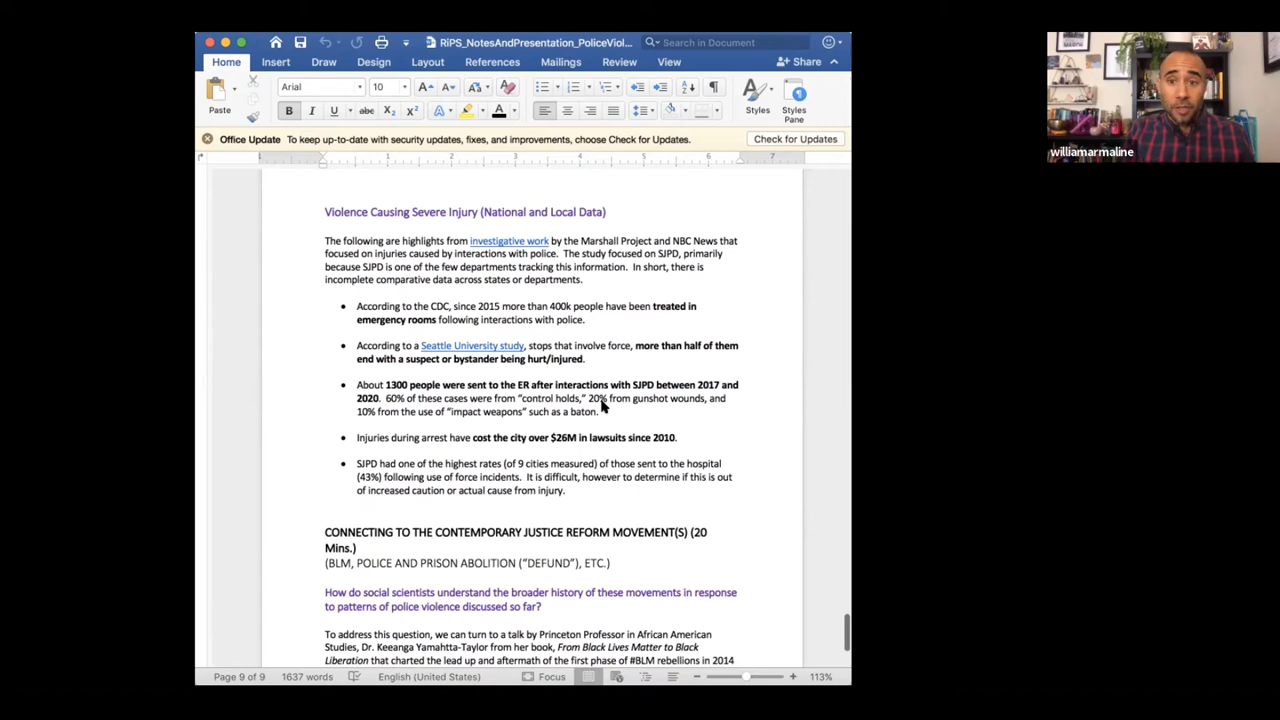 RiPS_NotesAndPresentation_PoliceViol...
Search in Document
Home Insert Draw Design Layout References Mailings Review View Share
Paste
Arial 10
Styles
Styles Pane
Office Update To keep up-to-date with security updates, fixes, and improvements, choose Check for Updates. Check for Updates
1 1 2 3 4 5 6 7
Violence Causing Severe Injury (National and Local Data)
The following are highlights from investigative work by the Marshall Project and NBC News that
focused on injuries caused by interactions with police. The study focused on SJPD, primarily
because SJPD is one of the few departments tracking this information. In short, there is
incomplete comparative data across states or departments.
• According to the CDC, since 2015 more than 400k people have been treated in
emergency rooms following interactions with police.
• According to a Seattle University study, stops that involve force, more than half of them
end with a suspect or bystander being hurt/injured.
• About 1300 people were sent to the ER after interactions with SJPD between 2017 and
2020. 60% of these cases were from “control holds,” 20% from gunshot wounds, and
10% from the use of “impact weapons” such as a baton.
• Injuries during arrest have cost the city over $26M in lawsuits since 2010.
• SJPD had one of the highest rates (of 9 cities measured) of those sent to the hospital
(43%) following use of force incidents. It is difficult, however to determine if this is out
of increased caution or actual cause from injury.
CONNECTING TO THE CONTEMPORARY JUSTICE REFORM MOVEMENT(S) (20
Mins.)
(BLM, POLICE AND PRISON ABOLITION (“DEFUND”), ETC.)
How do social scientists understand the broader history of these movements in response
to patterns of police violence discussed so far?
To address this question, we can turn to a talk by Princeton Professor in African American
Studies, Dr. Keeanga Yamahtta-Taylor from her book, From Black Lives Matter to Black
Liberation that charted the lead up and aftermath of the first phase of #BLM rebellions in 2014
Page 9 of 9 1637 words English (United States) Focus 113%
williamarmaline